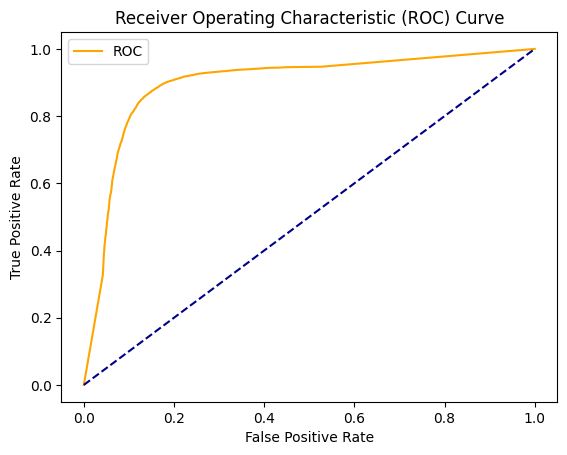 Receiver Operating Characteristic (ROC) Curve
ROC
True Positive Rate
1.0
0.8
0.6
0.4
0.2
0.0
0.0 0.2 0.4 0.6 0.8 1.0
False Positive Rate